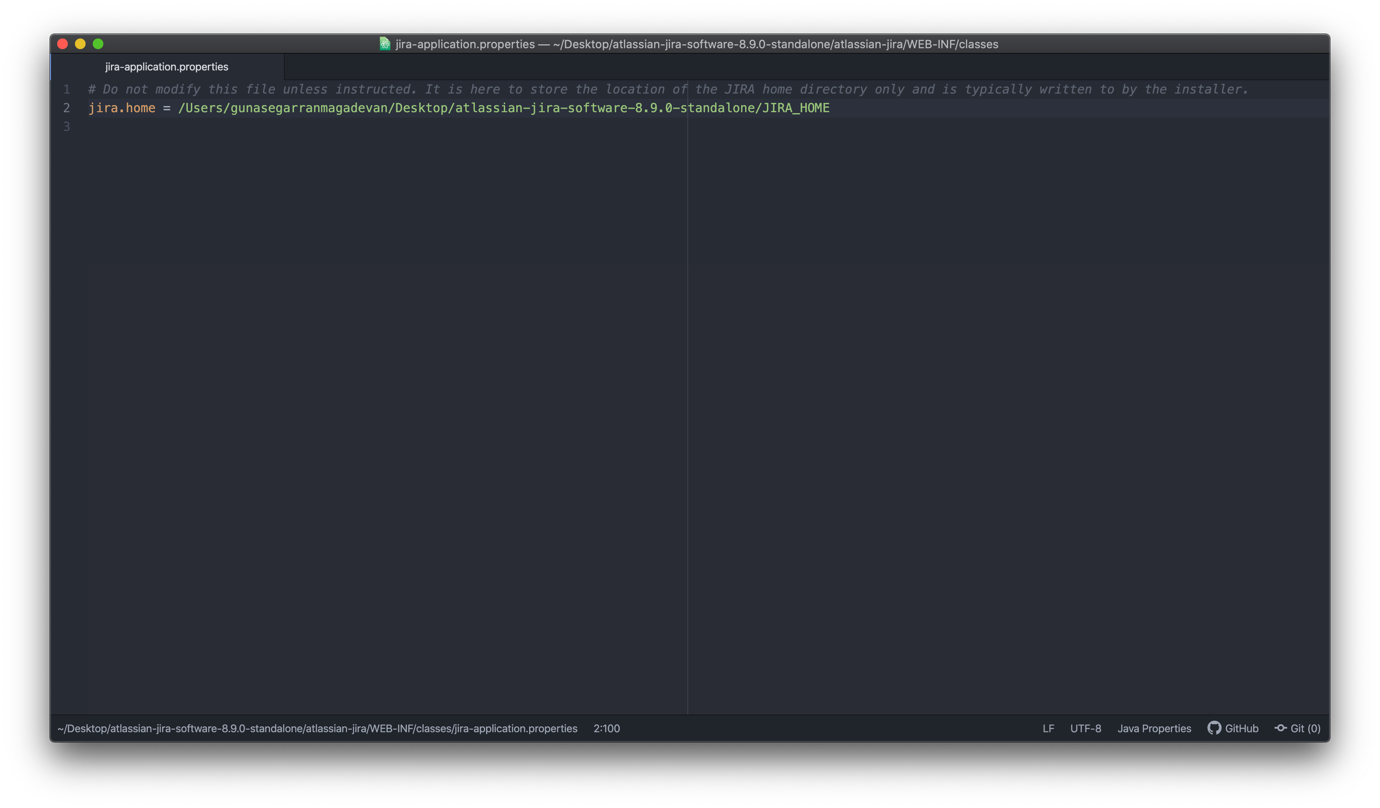 jira-application.properties — ~/Desktop/atlassian-jira-software-8.9.0-standalone/atlassian-jira/WEB-INF/classes
jira-application.properties
1 # Do not modify this file unless instructed. It is here to store the location of the JIRA home directory only and is typically written to by the installer.
2 jira.home = /Users/gunasegarranmagadevan/Desktop/atlassian-jira-software-8.9.0-standalone/JIRA_HOME
3
~/Desktop/atlassian-jira-software-8.9.0-standalone/atlassian-jira/WEB-INF/classes/jira-application.properties 2:100 LF UTF-8 Java Properties GitHub Git (0)